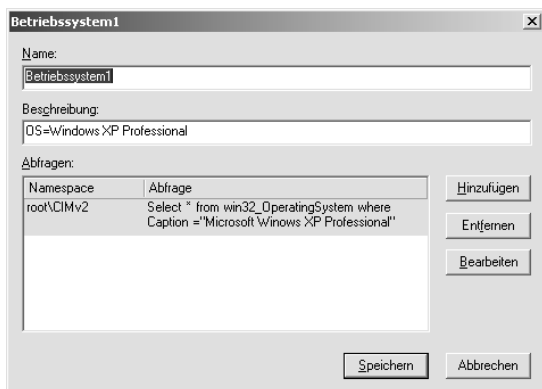 Betriebssystem1
Name:
Betriebssystem1
Beschreibung:
OS=Windows XP Professional
Abfragen:
Namespace Abfrage
root\CIMv2 Select * from win32_OperatingSystem where
Caption ="Microsoft Winows XP Professional"
Hinzufügen
Entfernen
Bearbeiten
Speichern Abbrechen